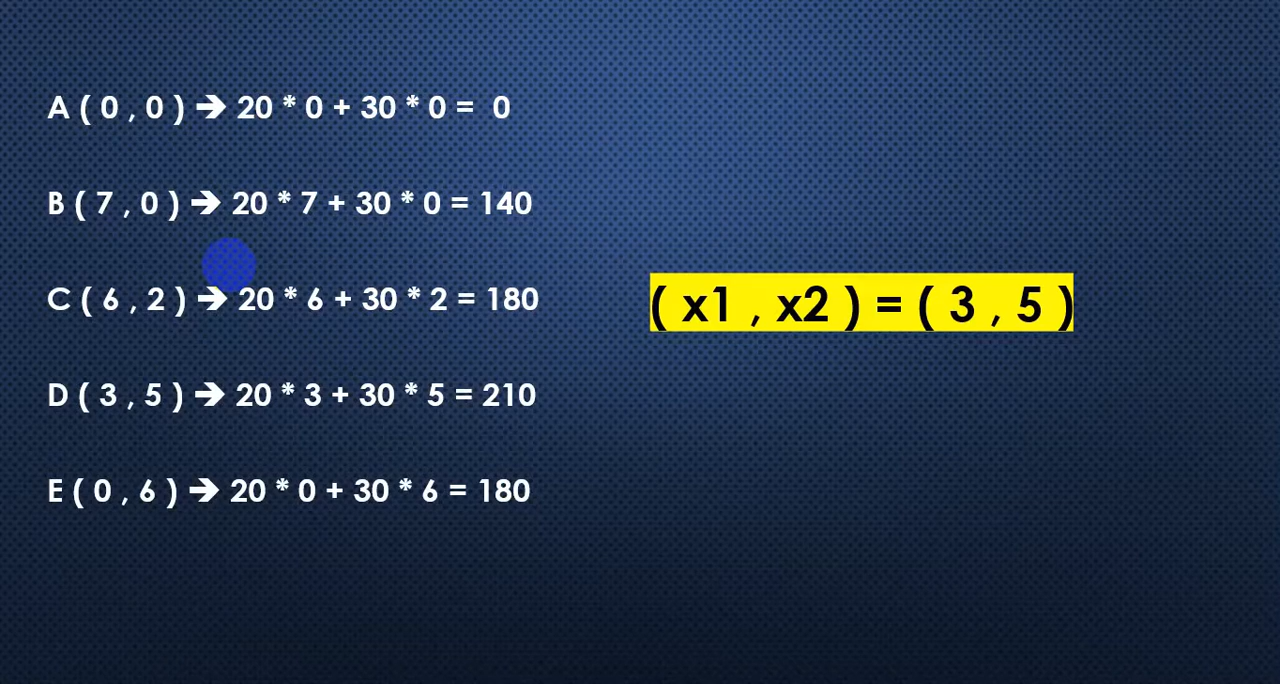 A ( 0 , 0 ) ➔ 20 * 0 + 30 * 0 = 0
B ( 7 , 0 ) ➔ 20 * 7 + 30 * 0 = 140
C ( 6 , 2 ) ➔ 20 * 6 + 30 * 2 = 180
( x1 , x2 ) = ( 3 , 5 )
D ( 3 , 5 ) ➔ 20 * 3 + 30 * 5 = 210
E ( 0 , 6 ) ➔ 20 * 0 + 30 * 6 = 180